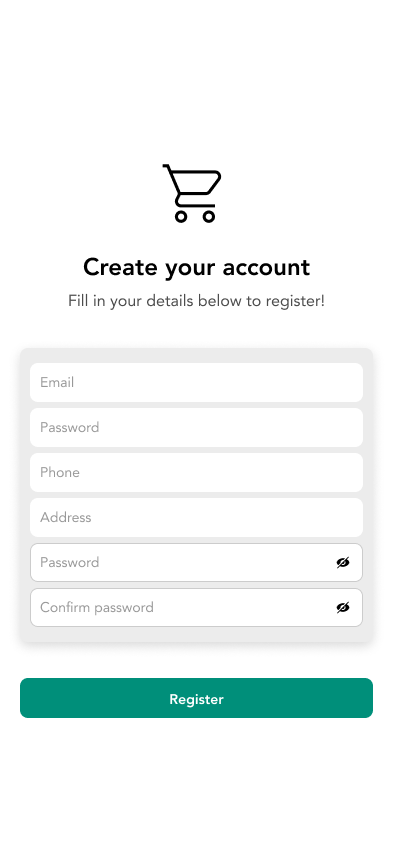 Create your account
Fill in your details below to register!
Email
Password
Phone
Address
Password
Confirm password
Register